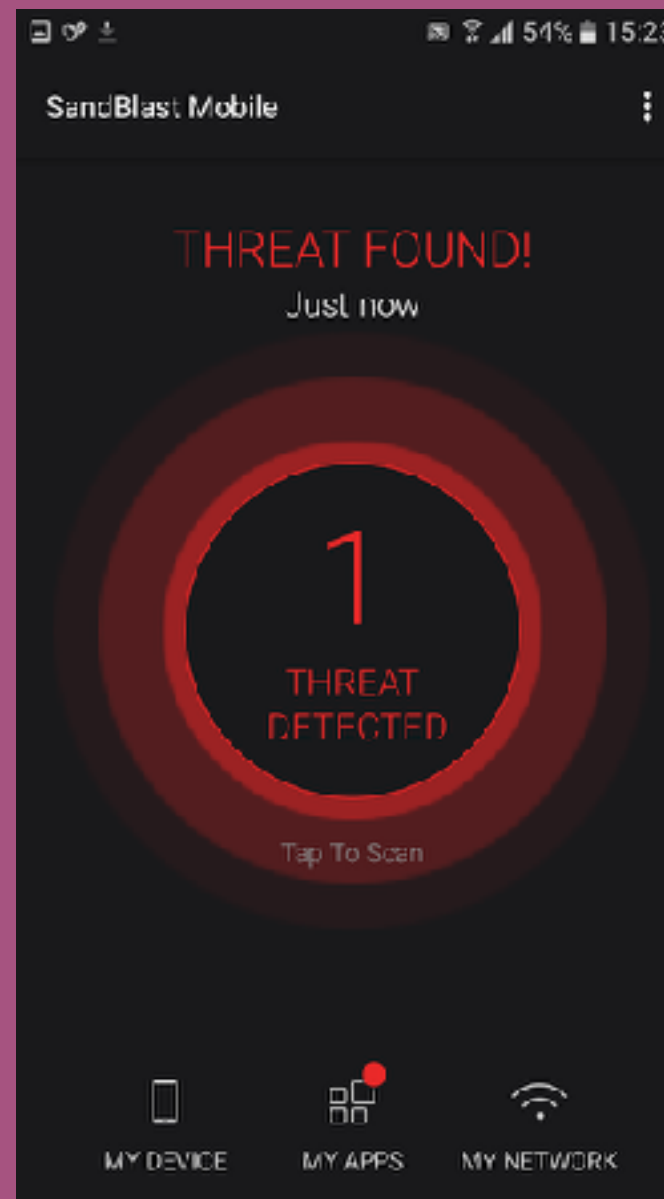 54% 15:23
SandBlast Mobile
THREAT FOUND!
Just now
1
THREAT
DETECTED
Tap To Scan
MY DEVICE MY APPS MY NETWORK